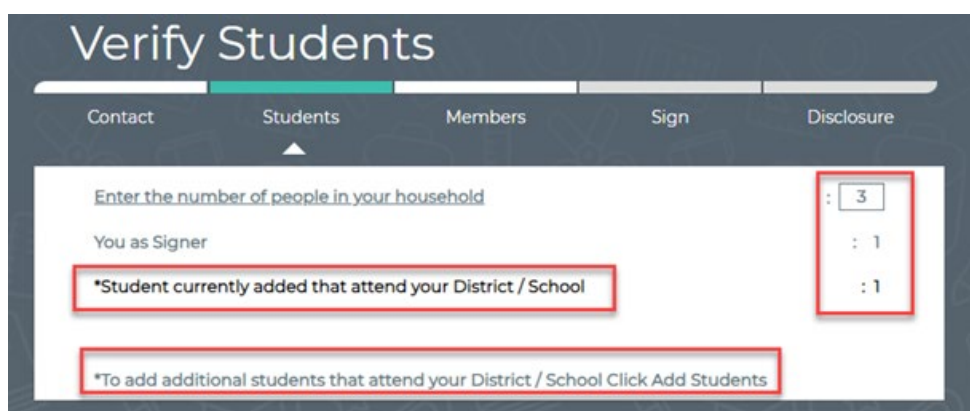 Verify Students
Contact Students Members Sign Disclosure
Enter the number of people in your household : 3
You as Signer : 1
*Student currently added that attend your District / School : 1
*To add additional students that attend your District / School Click Add Students